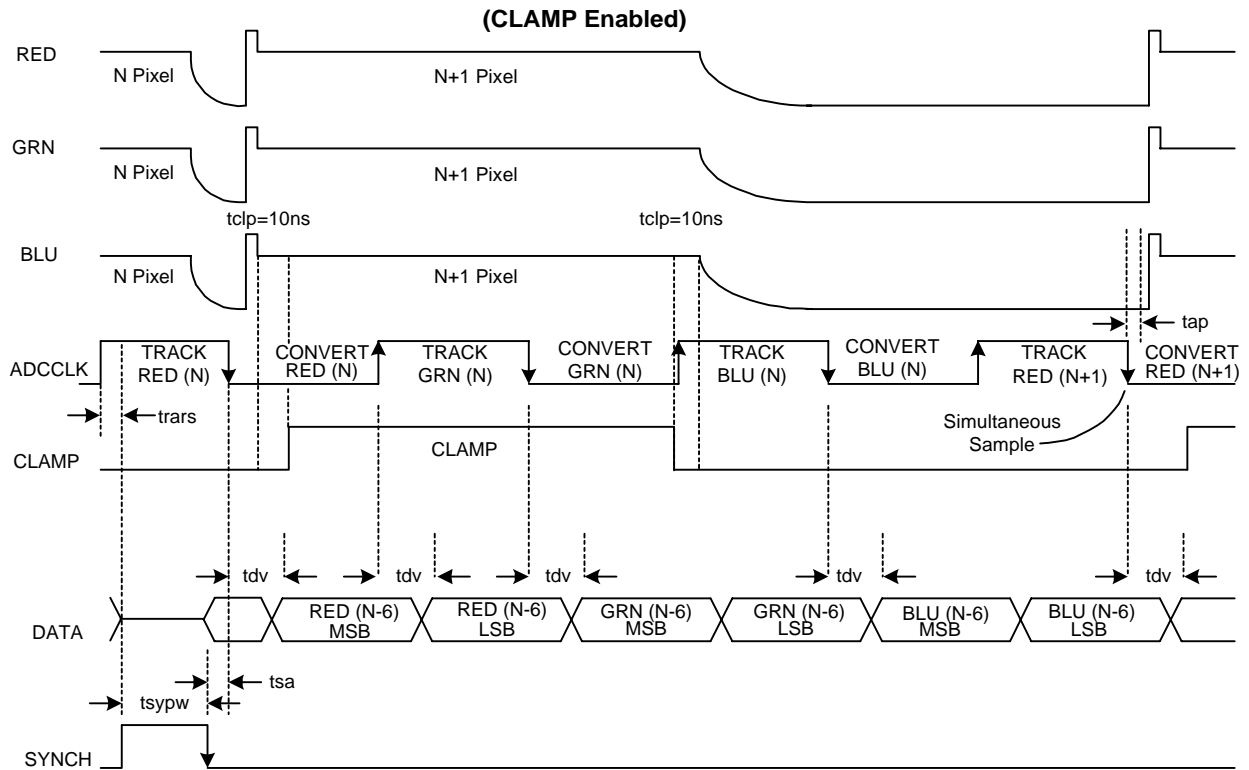 (CLAMP Enabled)
RED
N Pixel
N+1 Pixel
GRN
N Pixel
N+1 Pixel
tclp=10ns
tclp=10ns
BLU
N Pixel
N+1 Pixel
tap
ADCCLK
TRACK
RED (N)
CONVERT
RED (N)
TRACK
GRN (N)
CONVERT
GRN (N)
TRACK
BLU (N)
CONVERT
BLU (N)
TRACK
RED (N+1)
CONVERT
RED (N+1)
trars
Simultaneous
Sample
CLAMP
CLAMP
tdv
tdv
tdv
tdv
tdv
DATA
RED (N-6)
MSB
RED (N-6)
LSB
GRN (N-6)
MSB
GRN (N-6)
LSB
BLU (N-6)
MSB
BLU (N-6)
LSB
tsa
tsypw
SYNCH